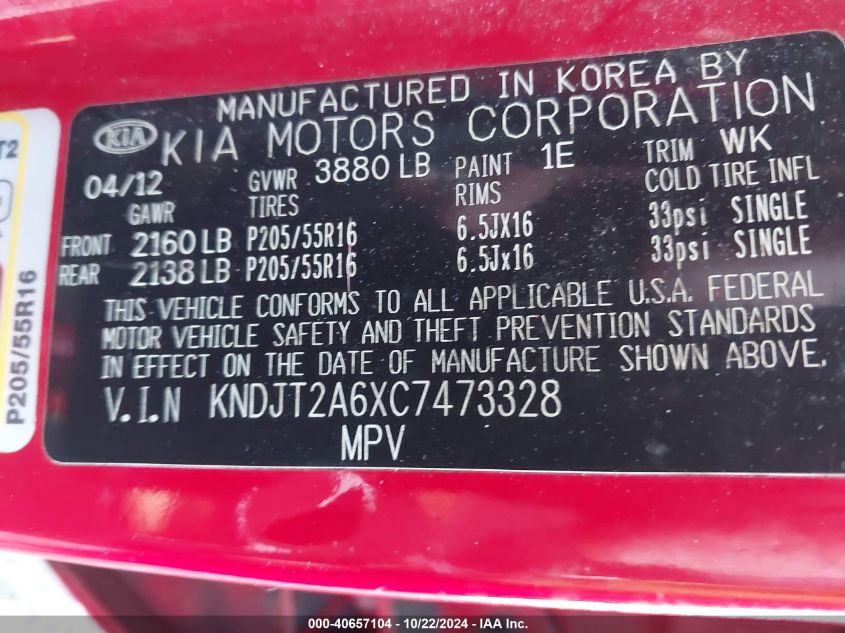 MANUFACTURED IN KOREA BY
KIA KIA MOTORS CORPORATION
04/12 GVWR 3880 LB PAINT 1E TRIM WK
GAWR TIRES RIMS COLD TIRE INFL
FRONT 2160 LB P205/55R16 6.5JX16 33psi SINGLE
REAR 2138 LB P205/55R16 6.5Jx16 33psi SINGLE
THIS VEHICLE CONFORMS TO ALL APPLICABLE U.S.A. FEDERAL
MOTOR VEHICLE SAFETY AND THEFT PREVENTION STANDARDS
IN EFFECT ON THE DATE OF MANUFACTURE SHOWN ABOVE.
V.I.N KNDJT2A6XC7473328
MPV
P205/55R16
000-40657104 - 10/22/2024 - IAA Inc.